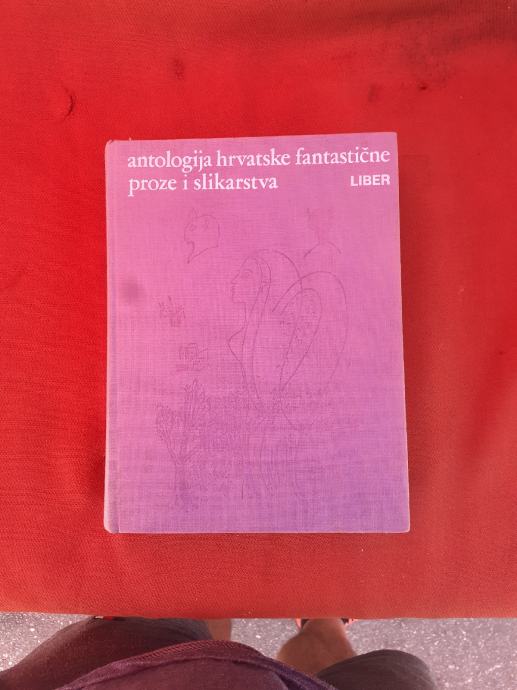 antologija hrvatske fantastične
proze i slikarstva
LIBER